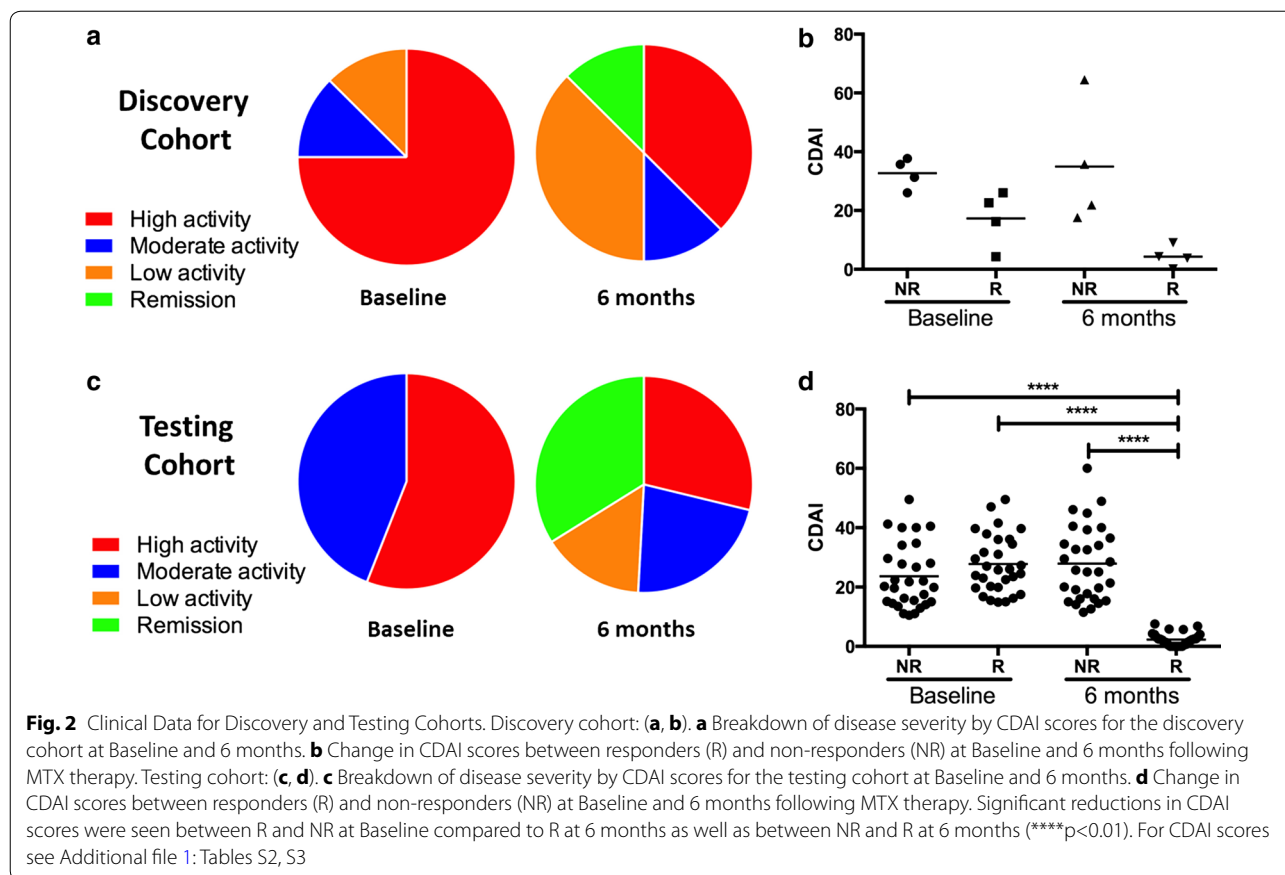 a
Discovery
Cohort
High activity
Moderate activity
Low activity
Remission
Baseline
6 months
b
CDAI
80
60
40
20
0
NR
R
NR
R
Baseline
6 months
c
Testing
Cohort
High activity
Moderate activity
Low activity
Remission
Baseline
6 months
d
****
****
****
CDAI
80
60
40
20
0
NR
R
NR
R
Baseline
6 months
Fig. 2 Clinical Data for Discovery and Testing Cohorts. Discovery cohort: (a, b). a Breakdown of disease severity by CDAI scores for the discovery
cohort at Baseline and 6 months. b Change in CDAI scores between responders (R) and non-responders (NR) at Baseline and 6 months following
MTX therapy. Testing cohort: (c, d). c Breakdown of disease severity by CDAI scores for the testing cohort at Baseline and 6 months. d Change in
CDAI scores between responders (R) and non-responders (NR) at Baseline and 6 months following MTX therapy. Significant reductions in CDAI
scores were seen between R and NR at Baseline compared to R at 6 months as well as between NR and R at 6 months (****p<0.01). For CDAI scores
see Additional file 1: Tables S2, S3